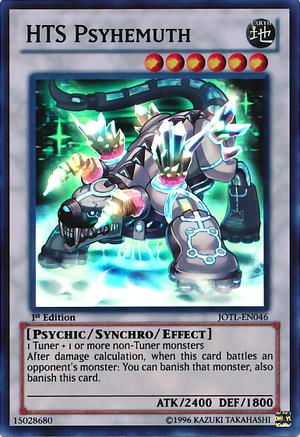 HTS PSYHEMUTH
EARTH
地
1st Edition
JOTL-EN046
[PSYCHIC/SYNCHRO/EFFECT]
1 Tuner + 1 or more non-Tuner monsters
After damage calculation, when this card battles an
opponent's monster: You can banish that monster, also
banish this card.
ATK/2400 DEF/1800
15028680
©1996 KAZUKI TAKAHASHI